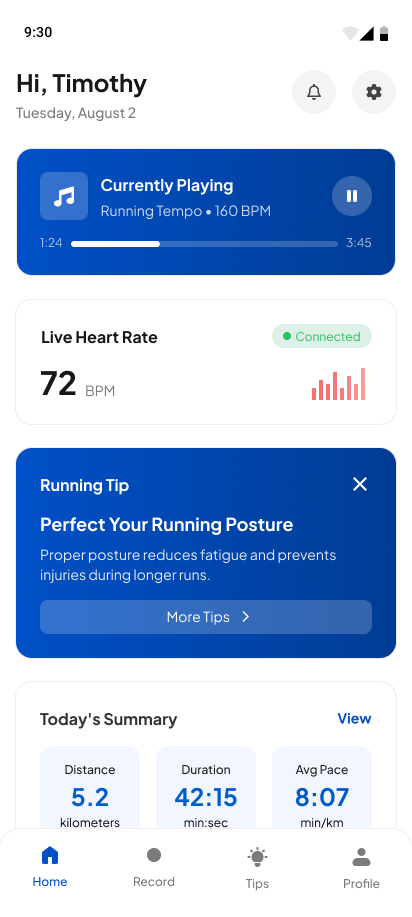 9:30
Hi, Timothy
Tuesday, August 2
Currently Playing
Running Tempo • 160 BPM
1:24 3:45
Live Heart Rate
Connected
72 BPM
Running Tip
Perfect Your Running Posture
Proper posture reduces fatigue and prevents
injuries during longer runs.
More Tips
Today's Summary
View
Distance Duration Avg Pace
5.2 42:15 8:07
kilometers min:sec min/km
Home Record Tips Profile